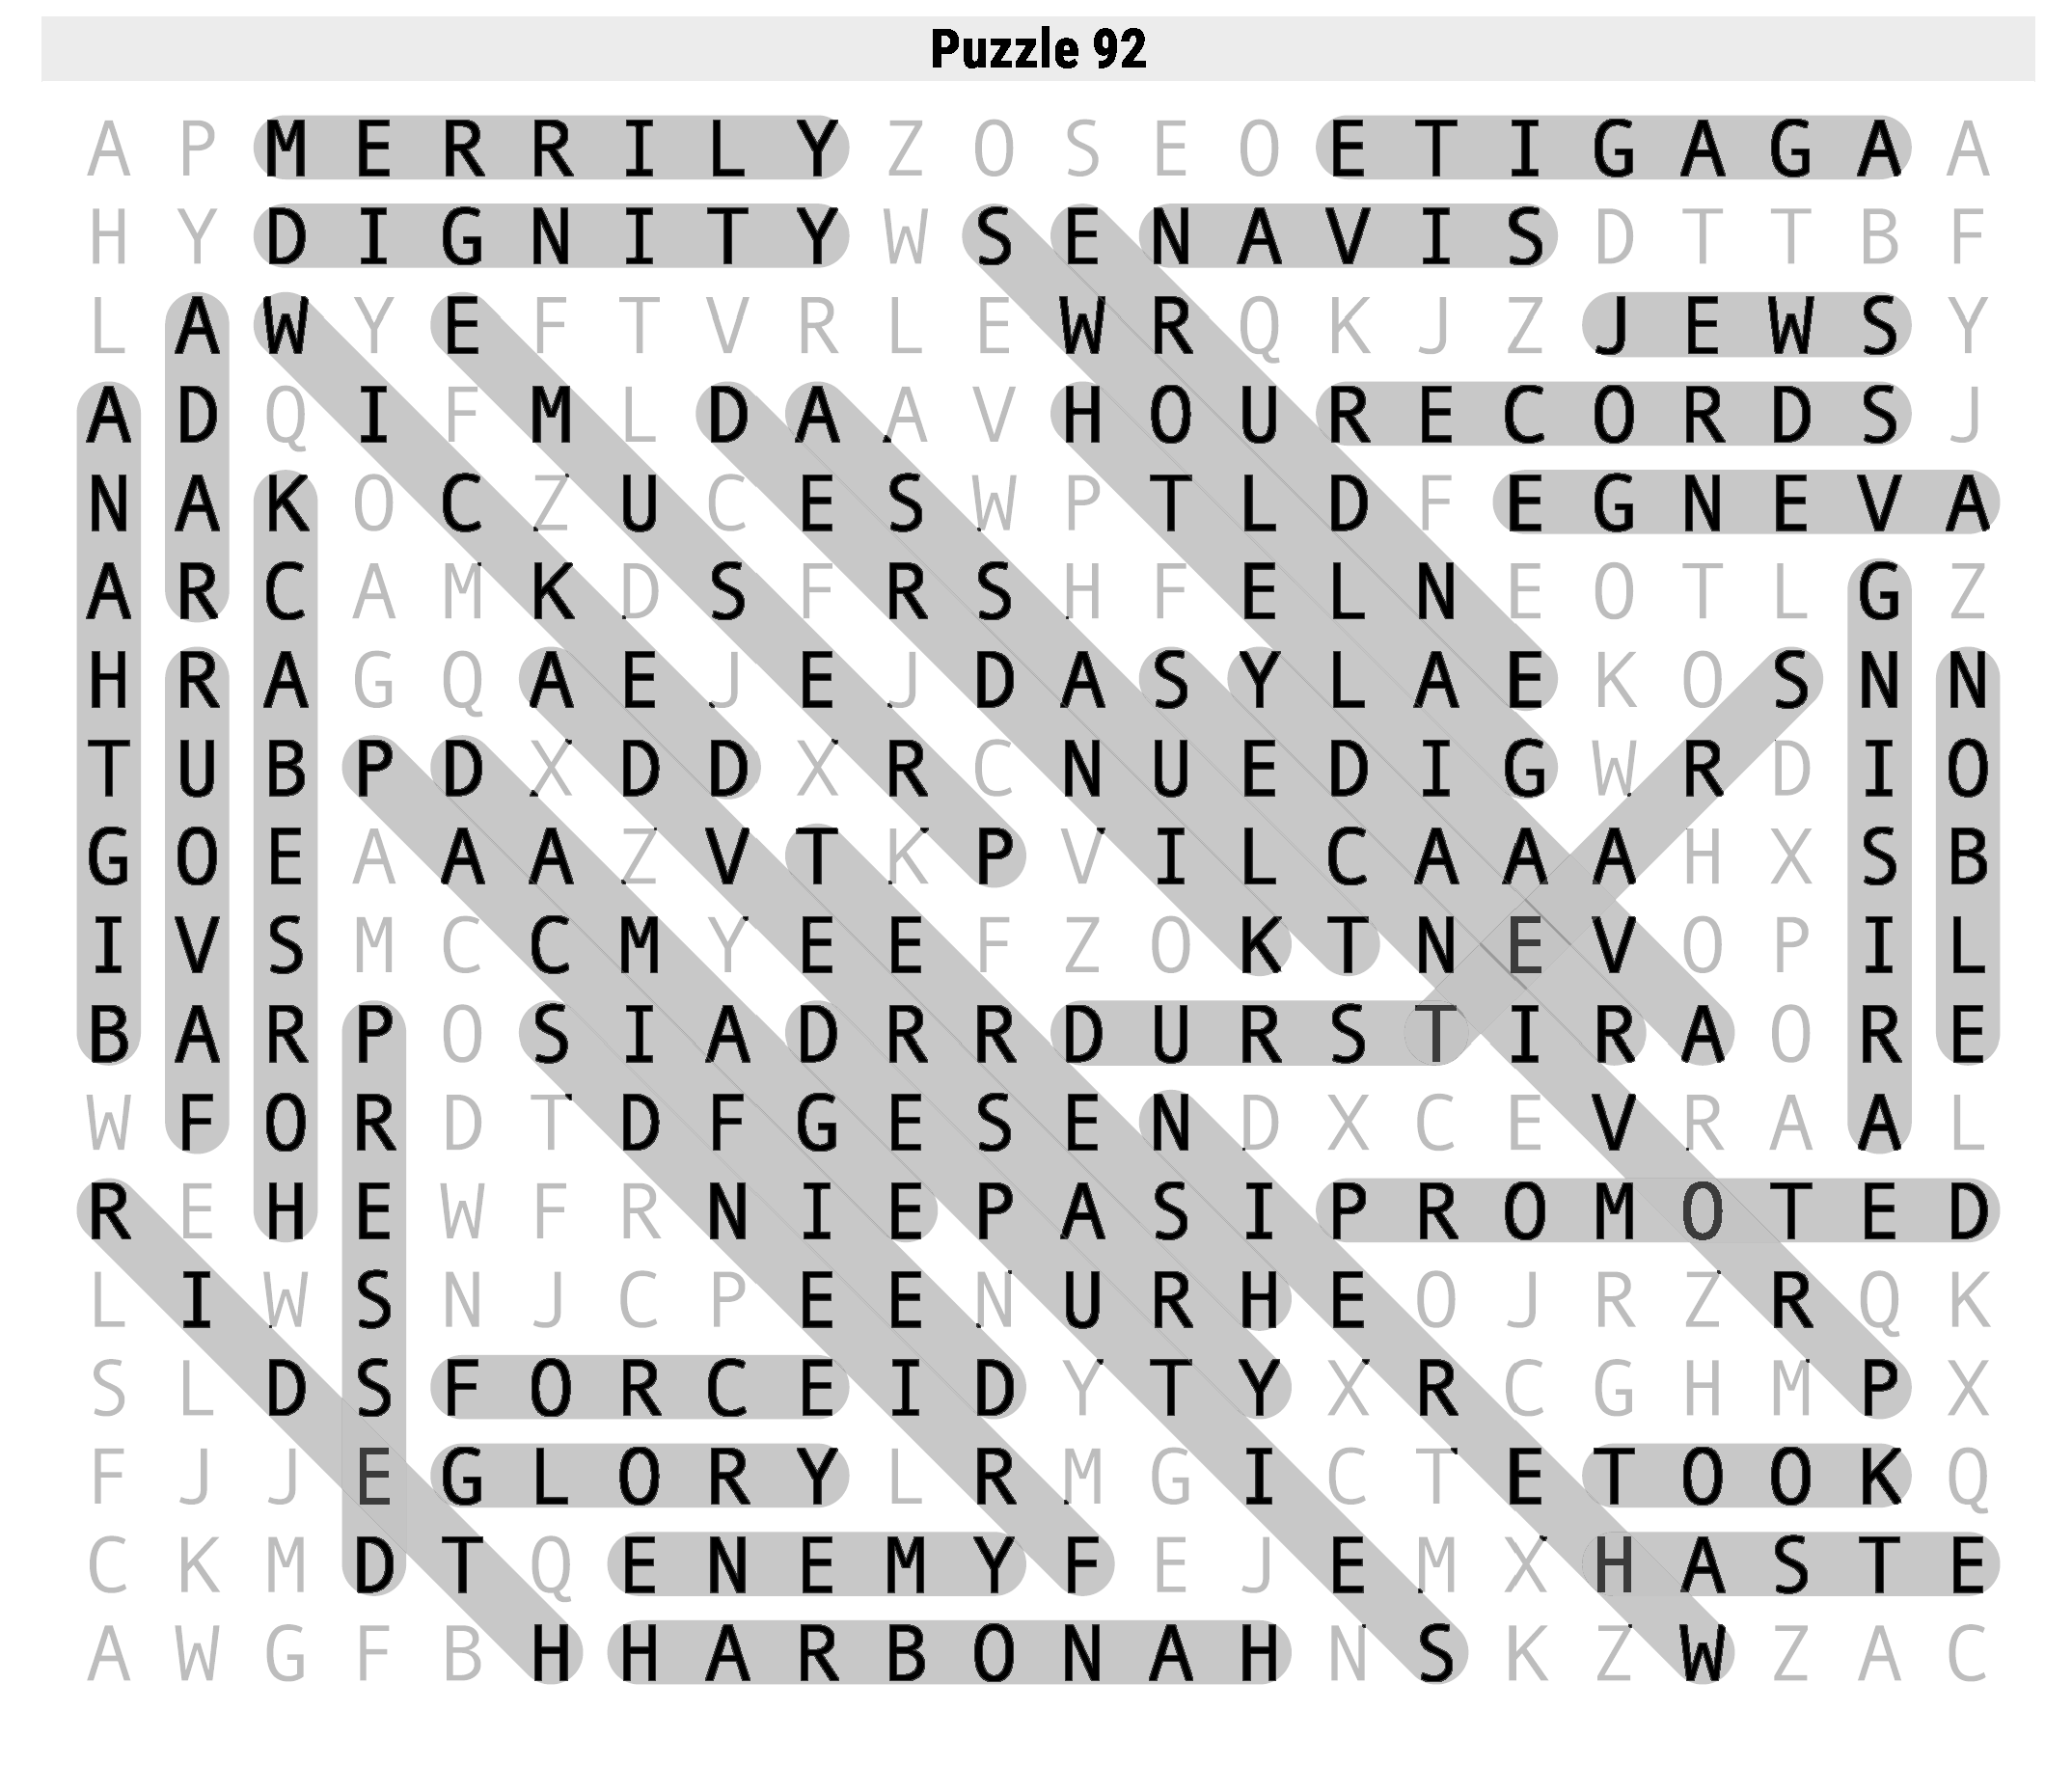 Puzzle 92
A P M E R R I L Y Z O S E O E T I G A G A A
H Y D I G N I T Y W S E N A V I S D T T B F
L A W Y E F T V R L E W R Q K J Z J E W S Y
A D Q I F M L D A A V H O U R E C O R D S J
N A K O C Z U C E S W P T L D F E G N E V A
A R C A M K D S F R S H F E L N E O T L G Z
H R A G Q A E J E J D A S Y L A E K O S N N
T U B P D X D D X R C N U E D I G W R D I O
G O E A A A Z V T K P V I L C A A A H X S B
I V S M C C M Y E E F Z O K T N E V O P I L
B A R P O S I A D R R D U R S T I R A O R E
W F O R D T D F G E S E N D X C E V R A A L
R E H E W F R N I E P A S I P R O M O T E D
L I W S N J C P E E N U R H E O J R Z R Q K
S L D S F O R C E I D Y T Y X R C G H M P X
F J J E G L O R Y L R M G I C T E T O O K Q
C K M D T Q E N E M Y F E J E M X H A S T E
A W G F B H H A R B O N A H N S K Z W Z A C